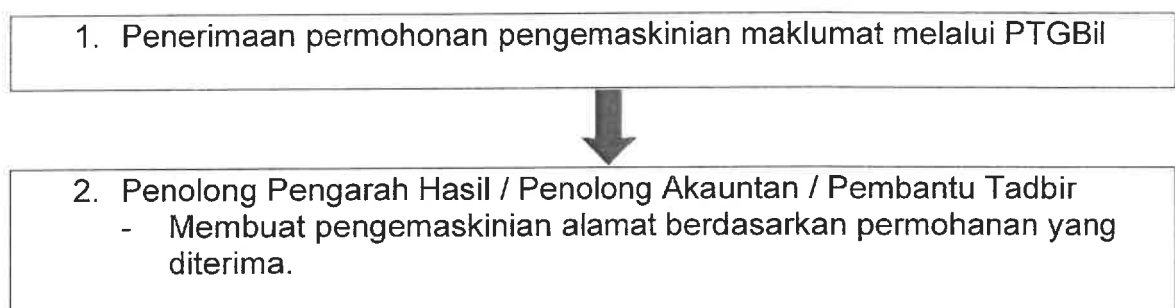 1. Penerimaan permohonan pengemaskinian maklumat melalui PTGBil
2. Penolong Pengarah Hasil / Penolong Akauntan / Pembantu Tadbir
- Membuat pengemaskinian alamat berdasarkan permohanan yang
diterima.